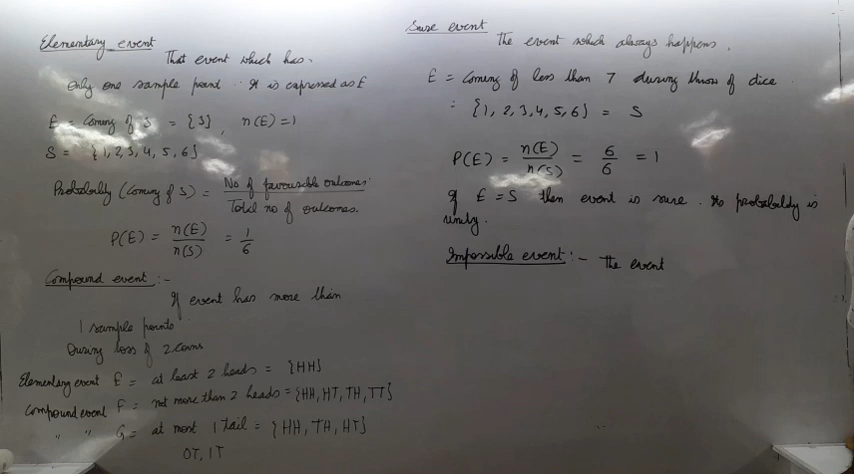 Elementary event
That event which has
Only one sample point. It is expressed as E
E = Coming of 5 = {5}, n(E) = 1
S = {1, 2, 3, 4, 5, 6}
Probability (Coming of 5) = No of favourable outcomes / Total no of outcomes.
P(E) = n(E) / n(S) = 1/6
Compound event :-
If event has more than
1 sample points
During toss of 2 coins
Elementary event E = at least 2 heads = {HH}
Compound event F = not more than 2 heads = {HH, HT, TH, TT}
" " G = at most 1 tail = {HH, TH, HT}
0T, 1T
Sure event
The event which always happens.
E = Coming of less than 7 during throw of dice
= {1, 2, 3, 4, 5, 6} = S
P(E) = n(E) / n(S) = 6/6 = 1
If E = S then event is sure. Its probability is
unity.
Impossible event :- The event